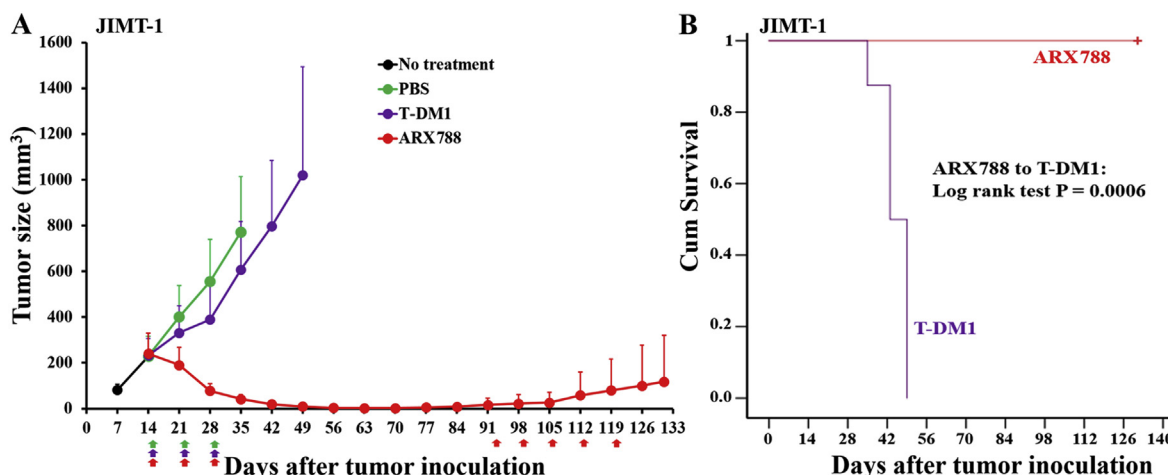 A
JIMT-1
1600
1400
1200
1000
800
600
400
200
0
Tumor size (mm³)
No treatment
PBS
T-DM1
ARX788
0 7 14 21 28 35 42 49 56 63 70 77 84 91 98 105 112 119 126 133
Days after tumor inoculation
B
JIMT-1
1
0.8
0.6
0.4
0.2
0.0
Cum Survival
ARX788
ARX788 to T-DM1:
Log rank test P = 0.0006
T-DM1
0 14 28 42 56 70 84 98 112 126 140
Days after tumor inoculation